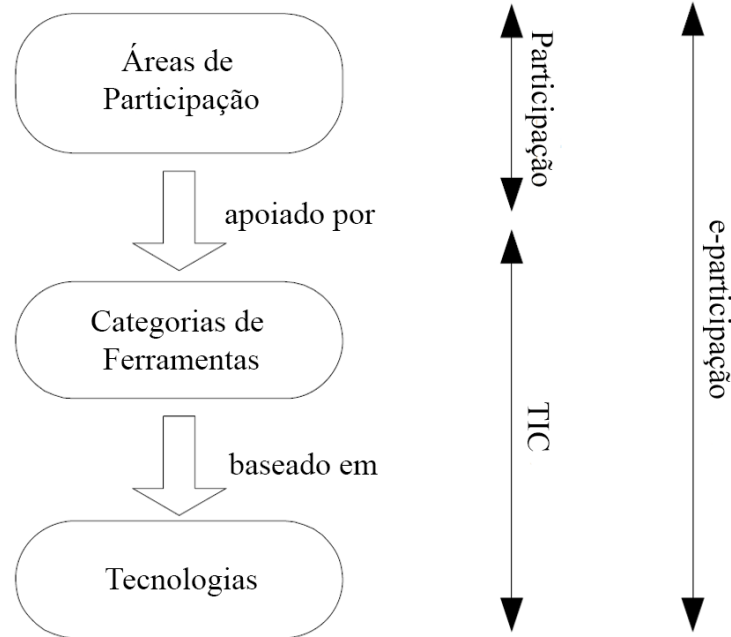 Áreas de
Participação
apoiado por
Categorias de
Ferramentas
baseado em
Tecnologias
Participação
TIC
e-participação